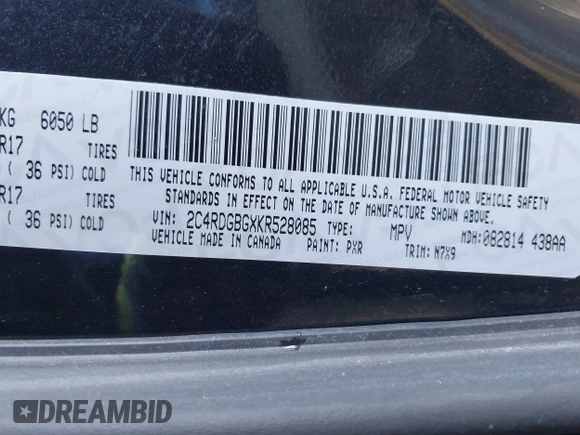 KG 6050 LB
R17 TIRES
( 36 PSI) COLD
R17 TIRES
( 36 PSI) COLD
THIS VEHICLE CONFORMS TO ALL APPLICABLE U.S.A. FEDERAL MOTOR VEHICLE SAFETY
STANDARDS IN EFFECT ON THE DATE OF MANUFACTURE SHOWN ABOVE.
VIN: 2C4RDGBGXKR528085 TYPE: MPV MDH: 082814 438AA
VEHICLE MADE IN CANADA PAINT: PXR TRIM: N7X9
DREAMBID